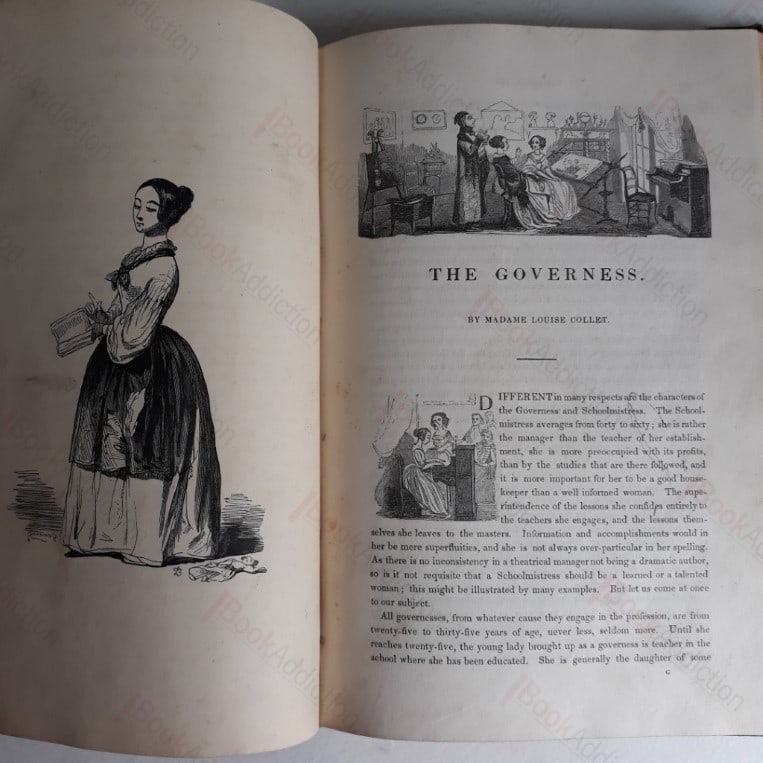 THE GOVERNESS.
BY MADAME LOUISE COLLET.
DIFFERENT in many respects are the characters of
the Governess and Schoolmistress. The School-
mistress averages from forty to sixty; she is rather
the manager than the teacher of her establish-
ment, she is more preoccupied with its profits,
than by the studies that are there followed, and
it is more important for her to be a good house-
keeper than a well informed woman. The supe-
rintendence of the lessons she confides entirely to
the teachers she engages, and the lessons them-
selves she leaves to the masters. Information and accomplishments would in
her be mere superfluities, and she is not always over-particular in her spelling.
As there is no inconsistency in a theatrical manager not being a dramatic author,
so is it not requisite that a Schoolmistress should be a learned or a talented
woman; this might be illustrated by many examples. But let us come at once
to our subject.
All governesses, from whatever cause they engage in the profession, are from
twenty-five to thirty-five years of age, never less, seldom more. Until she
reaches twenty-five, the young lady brought up as a governess is teacher in the
school where she has been educated. She is generally the daughter of some
G
BookAddiction